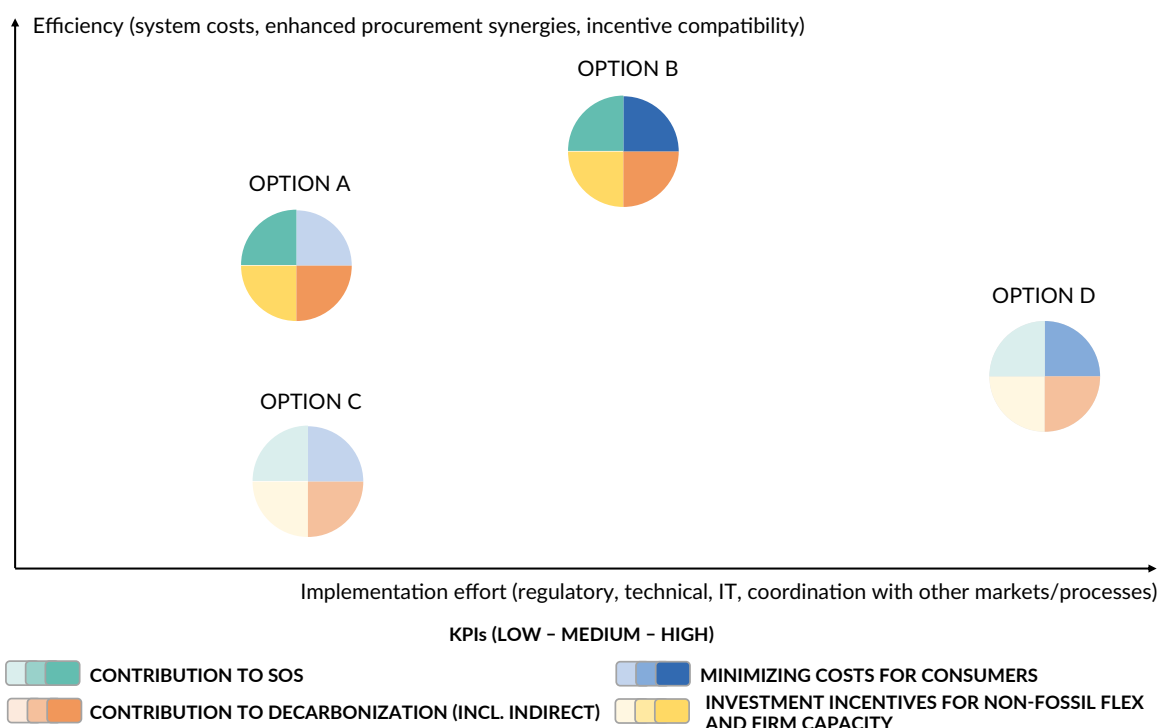 Efficiency (system costs, enhanced procurement synergies, incentive compatibility)
OPTION B
OPTION A
OPTION D
OPTION C
Implementation effort (regulatory, technical, IT, coordination with other markets/processes)
KPIs (LOW – MEDIUM – HIGH)
CONTRIBUTION TO SOS
MINIMIZING COSTS FOR CONSUMERS
CONTRIBUTION TO DECARBONIZATION (INCL. INDIRECT)
INVESTMENT INCENTIVES FOR NON-FOSSIL FLEX
AND FIRM CAPACITY